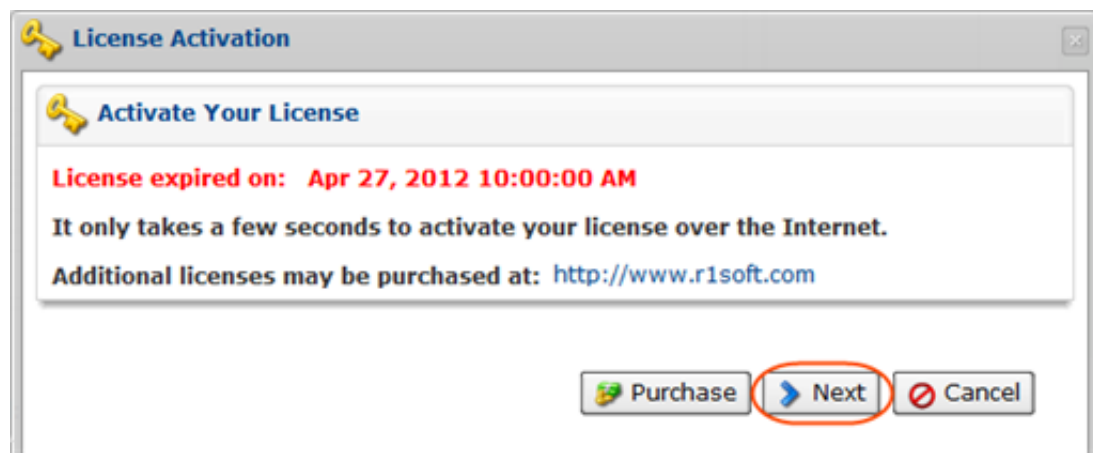 License Activation
Activate Your License
License expired on: Apr 27, 2012 10:00:00 AM
It only takes a few seconds to activate your license over the Internet.
Additional licenses may be purchased at: http://www.r1soft.com
Purchase Next Cancel